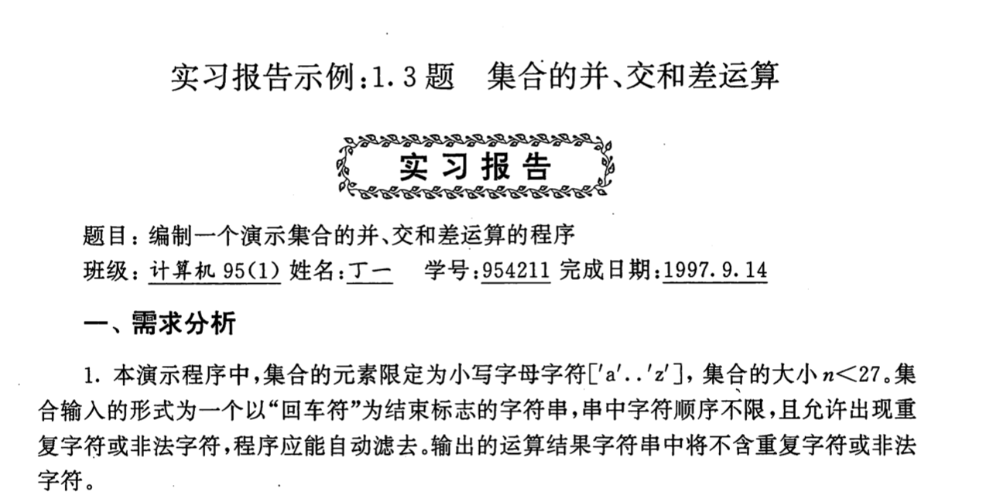 实习报告示例:1.3题 集合的并、交和差运算
实习报告
题目: 编制一个演示集合的并、交和差运算的程序
班级: 计算机 95(1) 姓名:丁一 学号:954211 完成日期:1997.9.14
一、需求分析
1. 本演示程序中,集合的元素限定为小写字母字符['a'..'z'], 集合的大小 n<27。集
合输入的形式为一个以“回车符”为结束标志的字符串,串中字符顺序不限,且允许出现重
复字符或非法字符,程序应能自动滤去。输出的运算结果字符串中将不含重复字符或非法
字符。